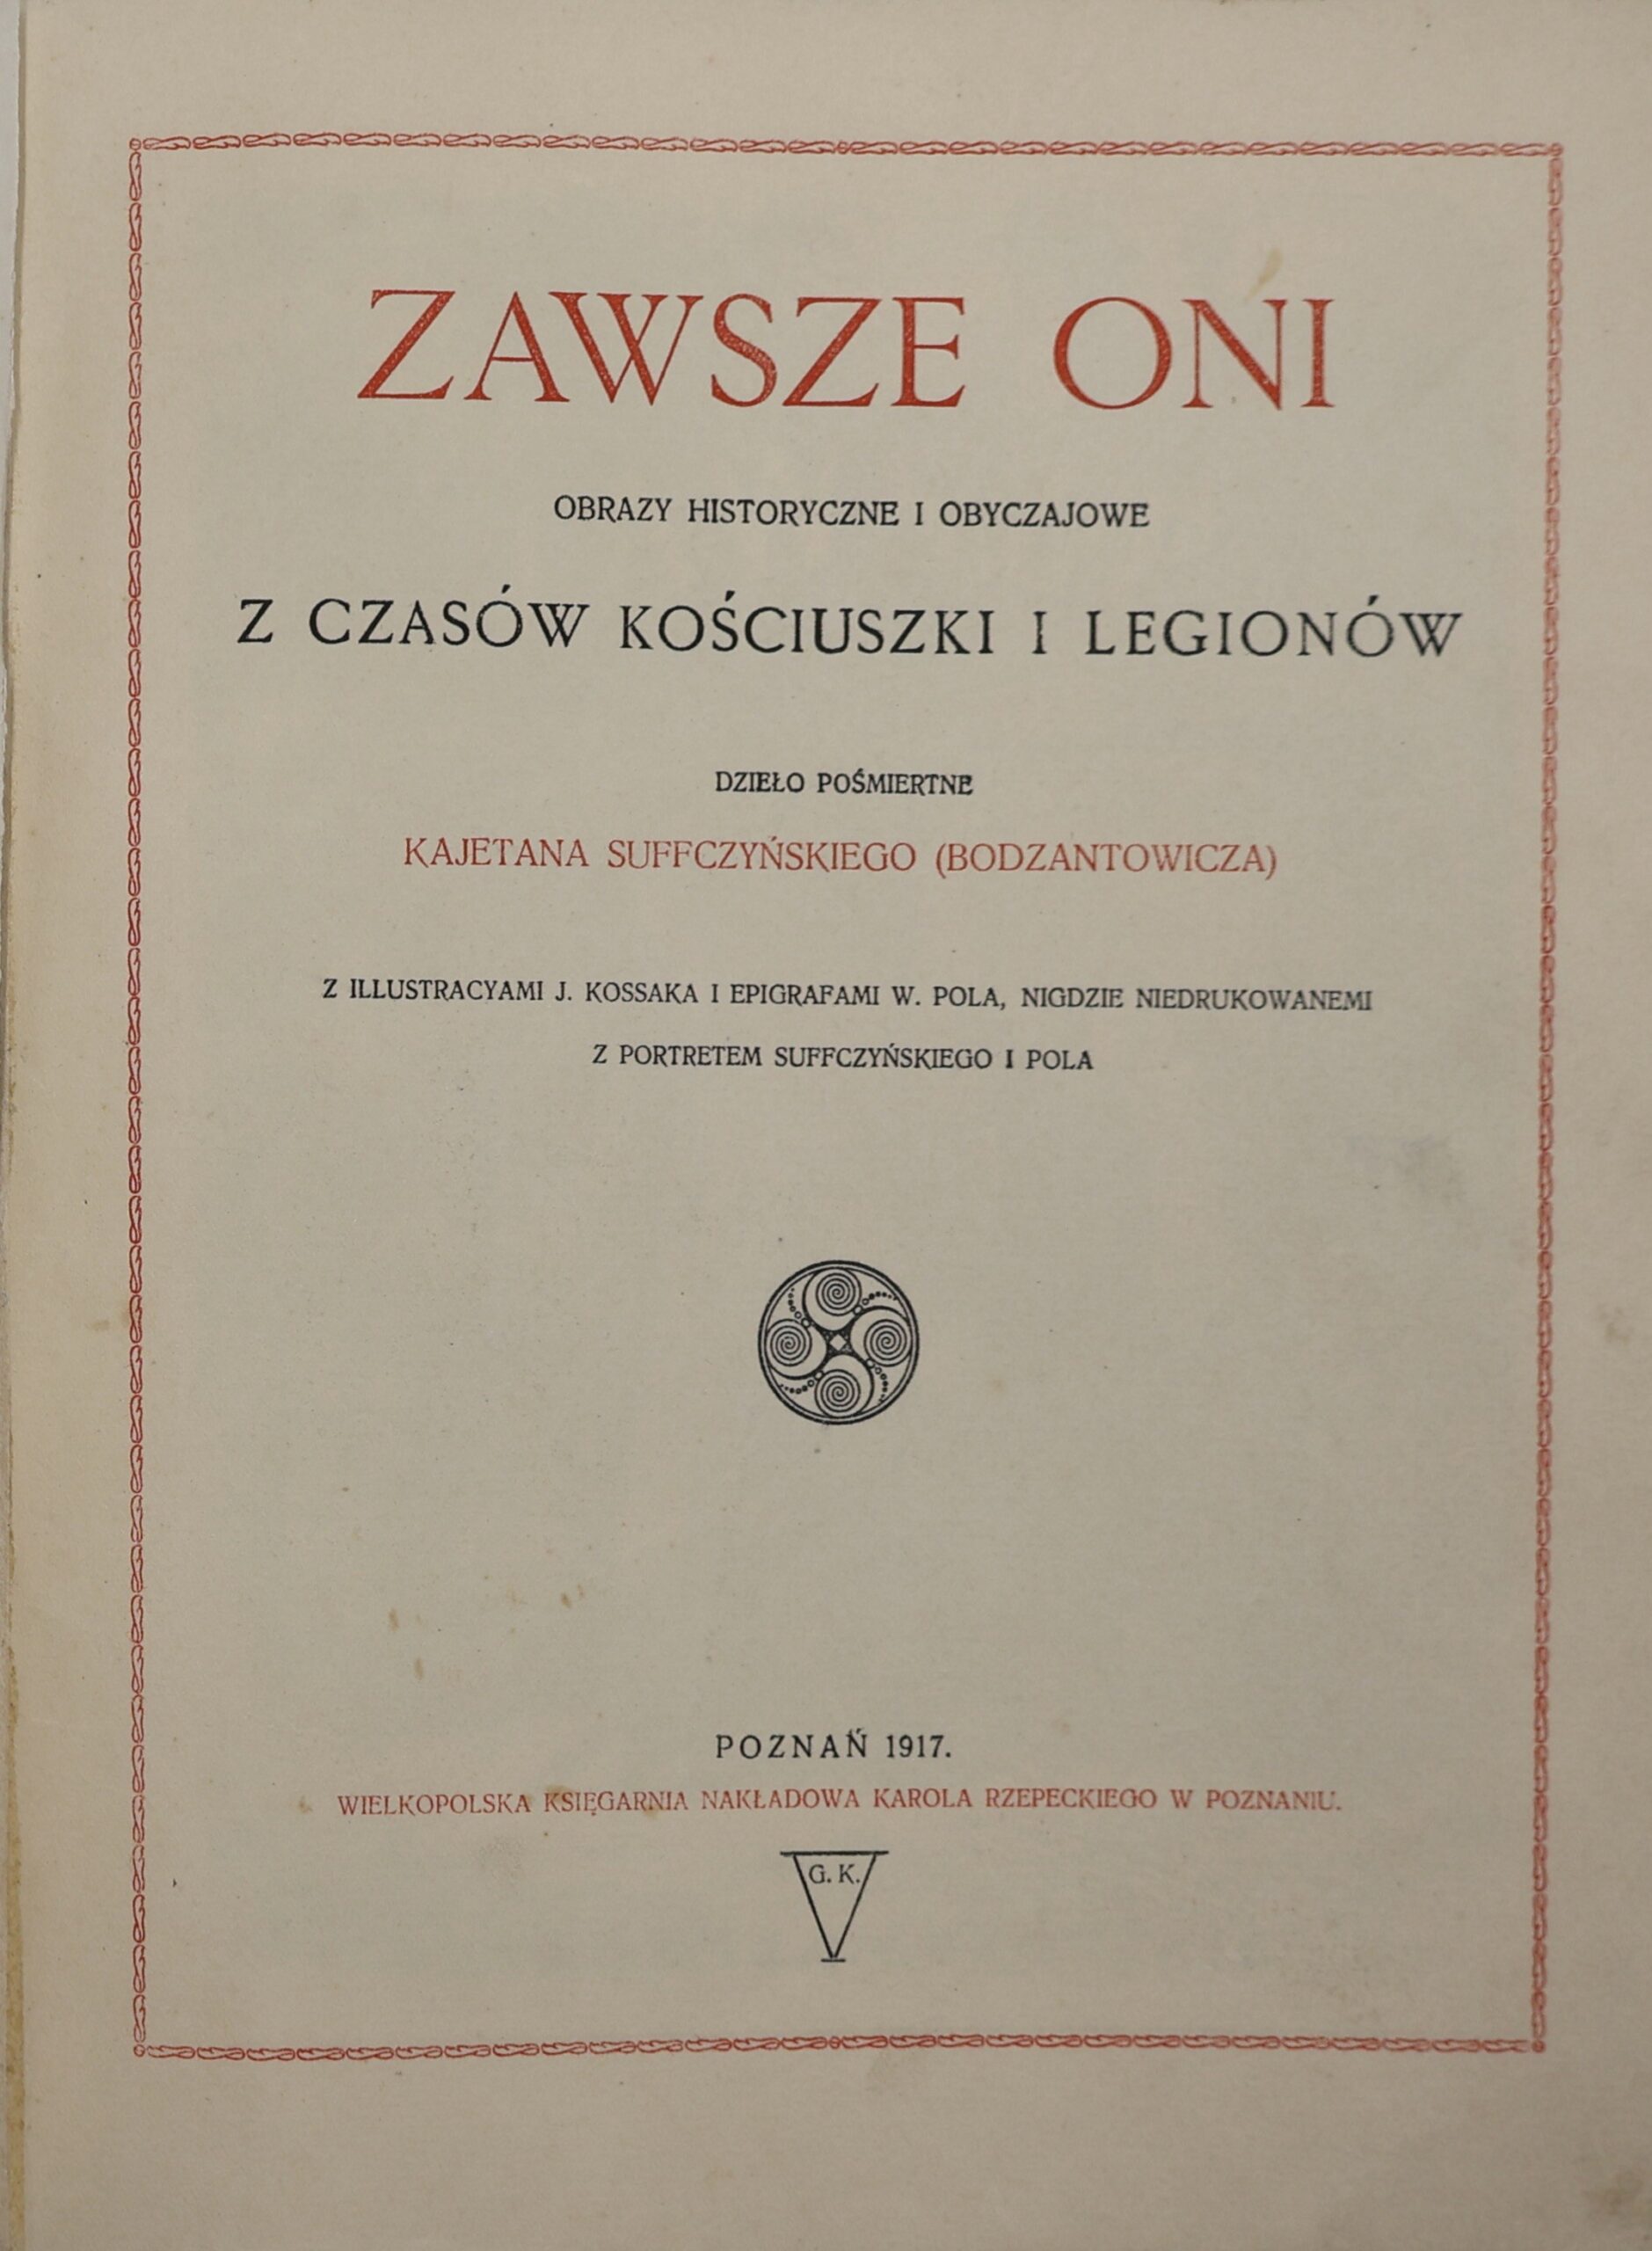 ZAWSZE ONI
OBRAZY HISTORYCZNE I OBYCZAJOWE
Z CZASÓW KOŚCIUSZKI I LEGIONÓW
DZIEŁO POŚMIERTNE
KAJETANA SUFFCZYŃSKIEGO (BODZANTOWICZA)
Z ILLUSTRACYAMI J. KOSSAKA I EPIGRAFAMI W. POLA, NIGDZIE NIEDRUKOWANEMI
Z PORTRETEM SUFFCZYŃSKIEGO I POLA
POZNAŃ 1917.
WIELKOPOLSKA KSIĘGARNIA NAKŁADOWA KAROLA RZEPECKIEGO W POZNANIU.
G. K.